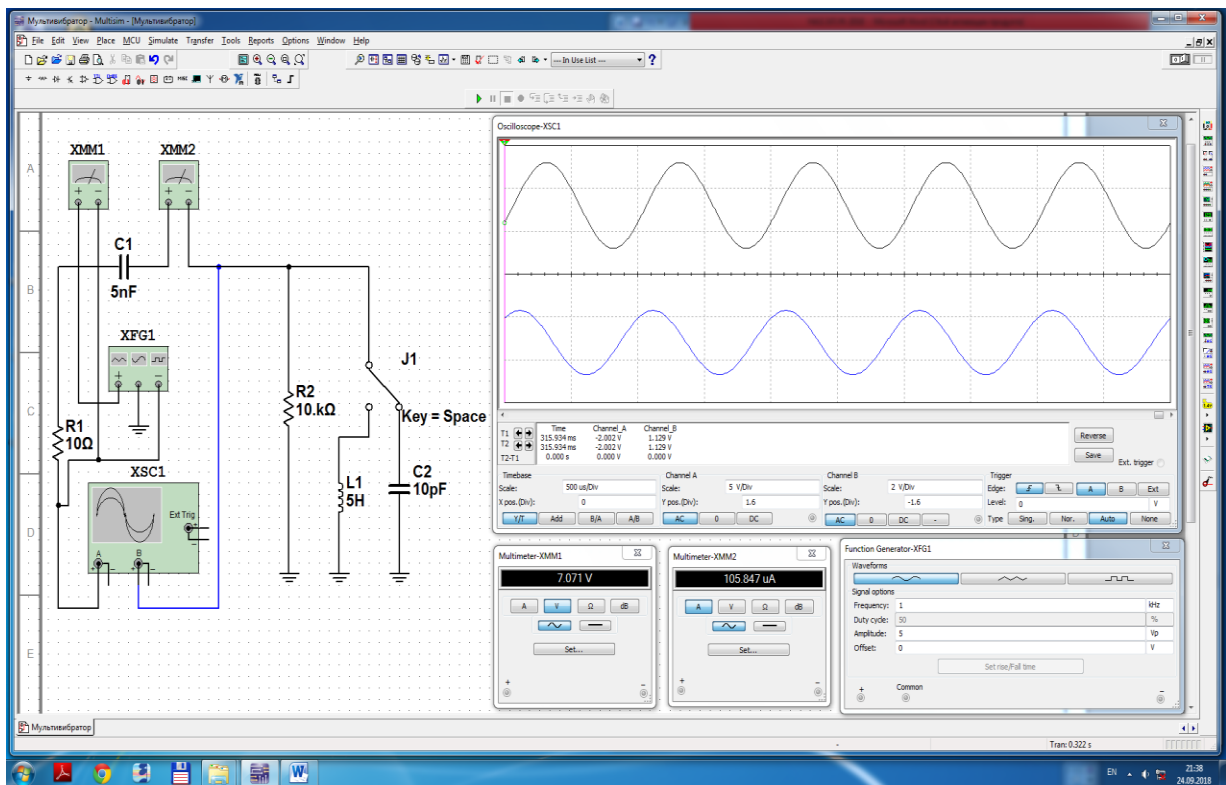 Мультивибратор - Multisim - [Мультивибратор]
File Edit View Place MCU Simulate Transfer Tools Reports Options Window Help
--- In Use List ---
XMM1
XMM2
C1
5nF
XFG1
R1
10Ω
R2
10.kΩ
J1
Key = Space
XSC1
Ext Trig
A
B
L1
5H
C2
10pF
A
B
C
D
E
Oscilloscope-XSC1
Time Channel_A Channel_B
T1 315.934 ms -2.002 V 1.129 V
T2 315.934 ms -2.002 V 1.129 V
T2-T1 0.000 s 0.000 V 0.000 V
Reverse
Save
Ext. trigger
Timebase Channel A Channel B Trigger
Scale: 500 us/Div Scale: 5 V/Div Scale: 2 V/Div Edge: A B Ext
X pos.(Div): 0 Y pos.(Div): 1.6 Y pos.(Div): -1.6 Level: 0 V
Y/T Add B/A A/B AC 0 DC AC 0 DC - Type Sing. Nor. Auto None
Multimeter-XMM1
7.071 V
A V Ω dB
Set...
+ -
Multimeter-XMM2
105.847 uA
A V Ω dB
Set...
+ -
Function Generator-XFG1
Waveforms
Signal options
Frequency: 1 kHz
Duty cycle: 50 %
Amplitude: 5 Vp
Offset: 0 V
Set rise/Fall time
+ Common -
Мультивибратор
- Tran: 0.322 s
EN 21:38
24.09.2018